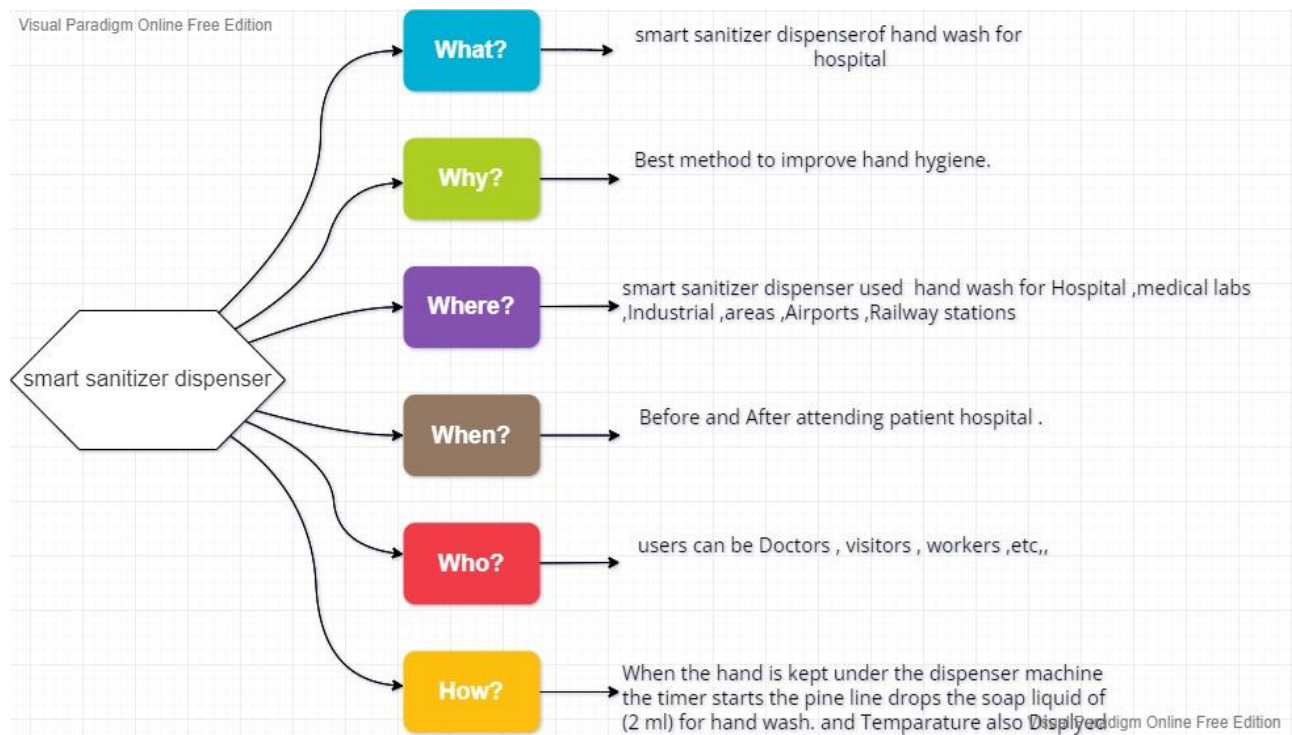 Visual Paradigm Online Free Edition
What?
smart sanitizer dispenserof hand wash for
hospital
Why?
Best method to improve hand hygiene.
Where?
smart sanitizer dispenser used hand wash for Hospital ,medical labs
,Industrial ,areas ,Airports ,Railway stations
smart sanitizer dispenser
When?
Before and After attending patient hospital .
Who?
users can be Doctors , visitors , workers ,etc,,
How?
When the hand is kept under the dispenser machine
the timer starts the pine line drops the soap liquid of
(2 ml) for hand wash. and Temparature also Displyed
Visual Paradigm Online Free Edition